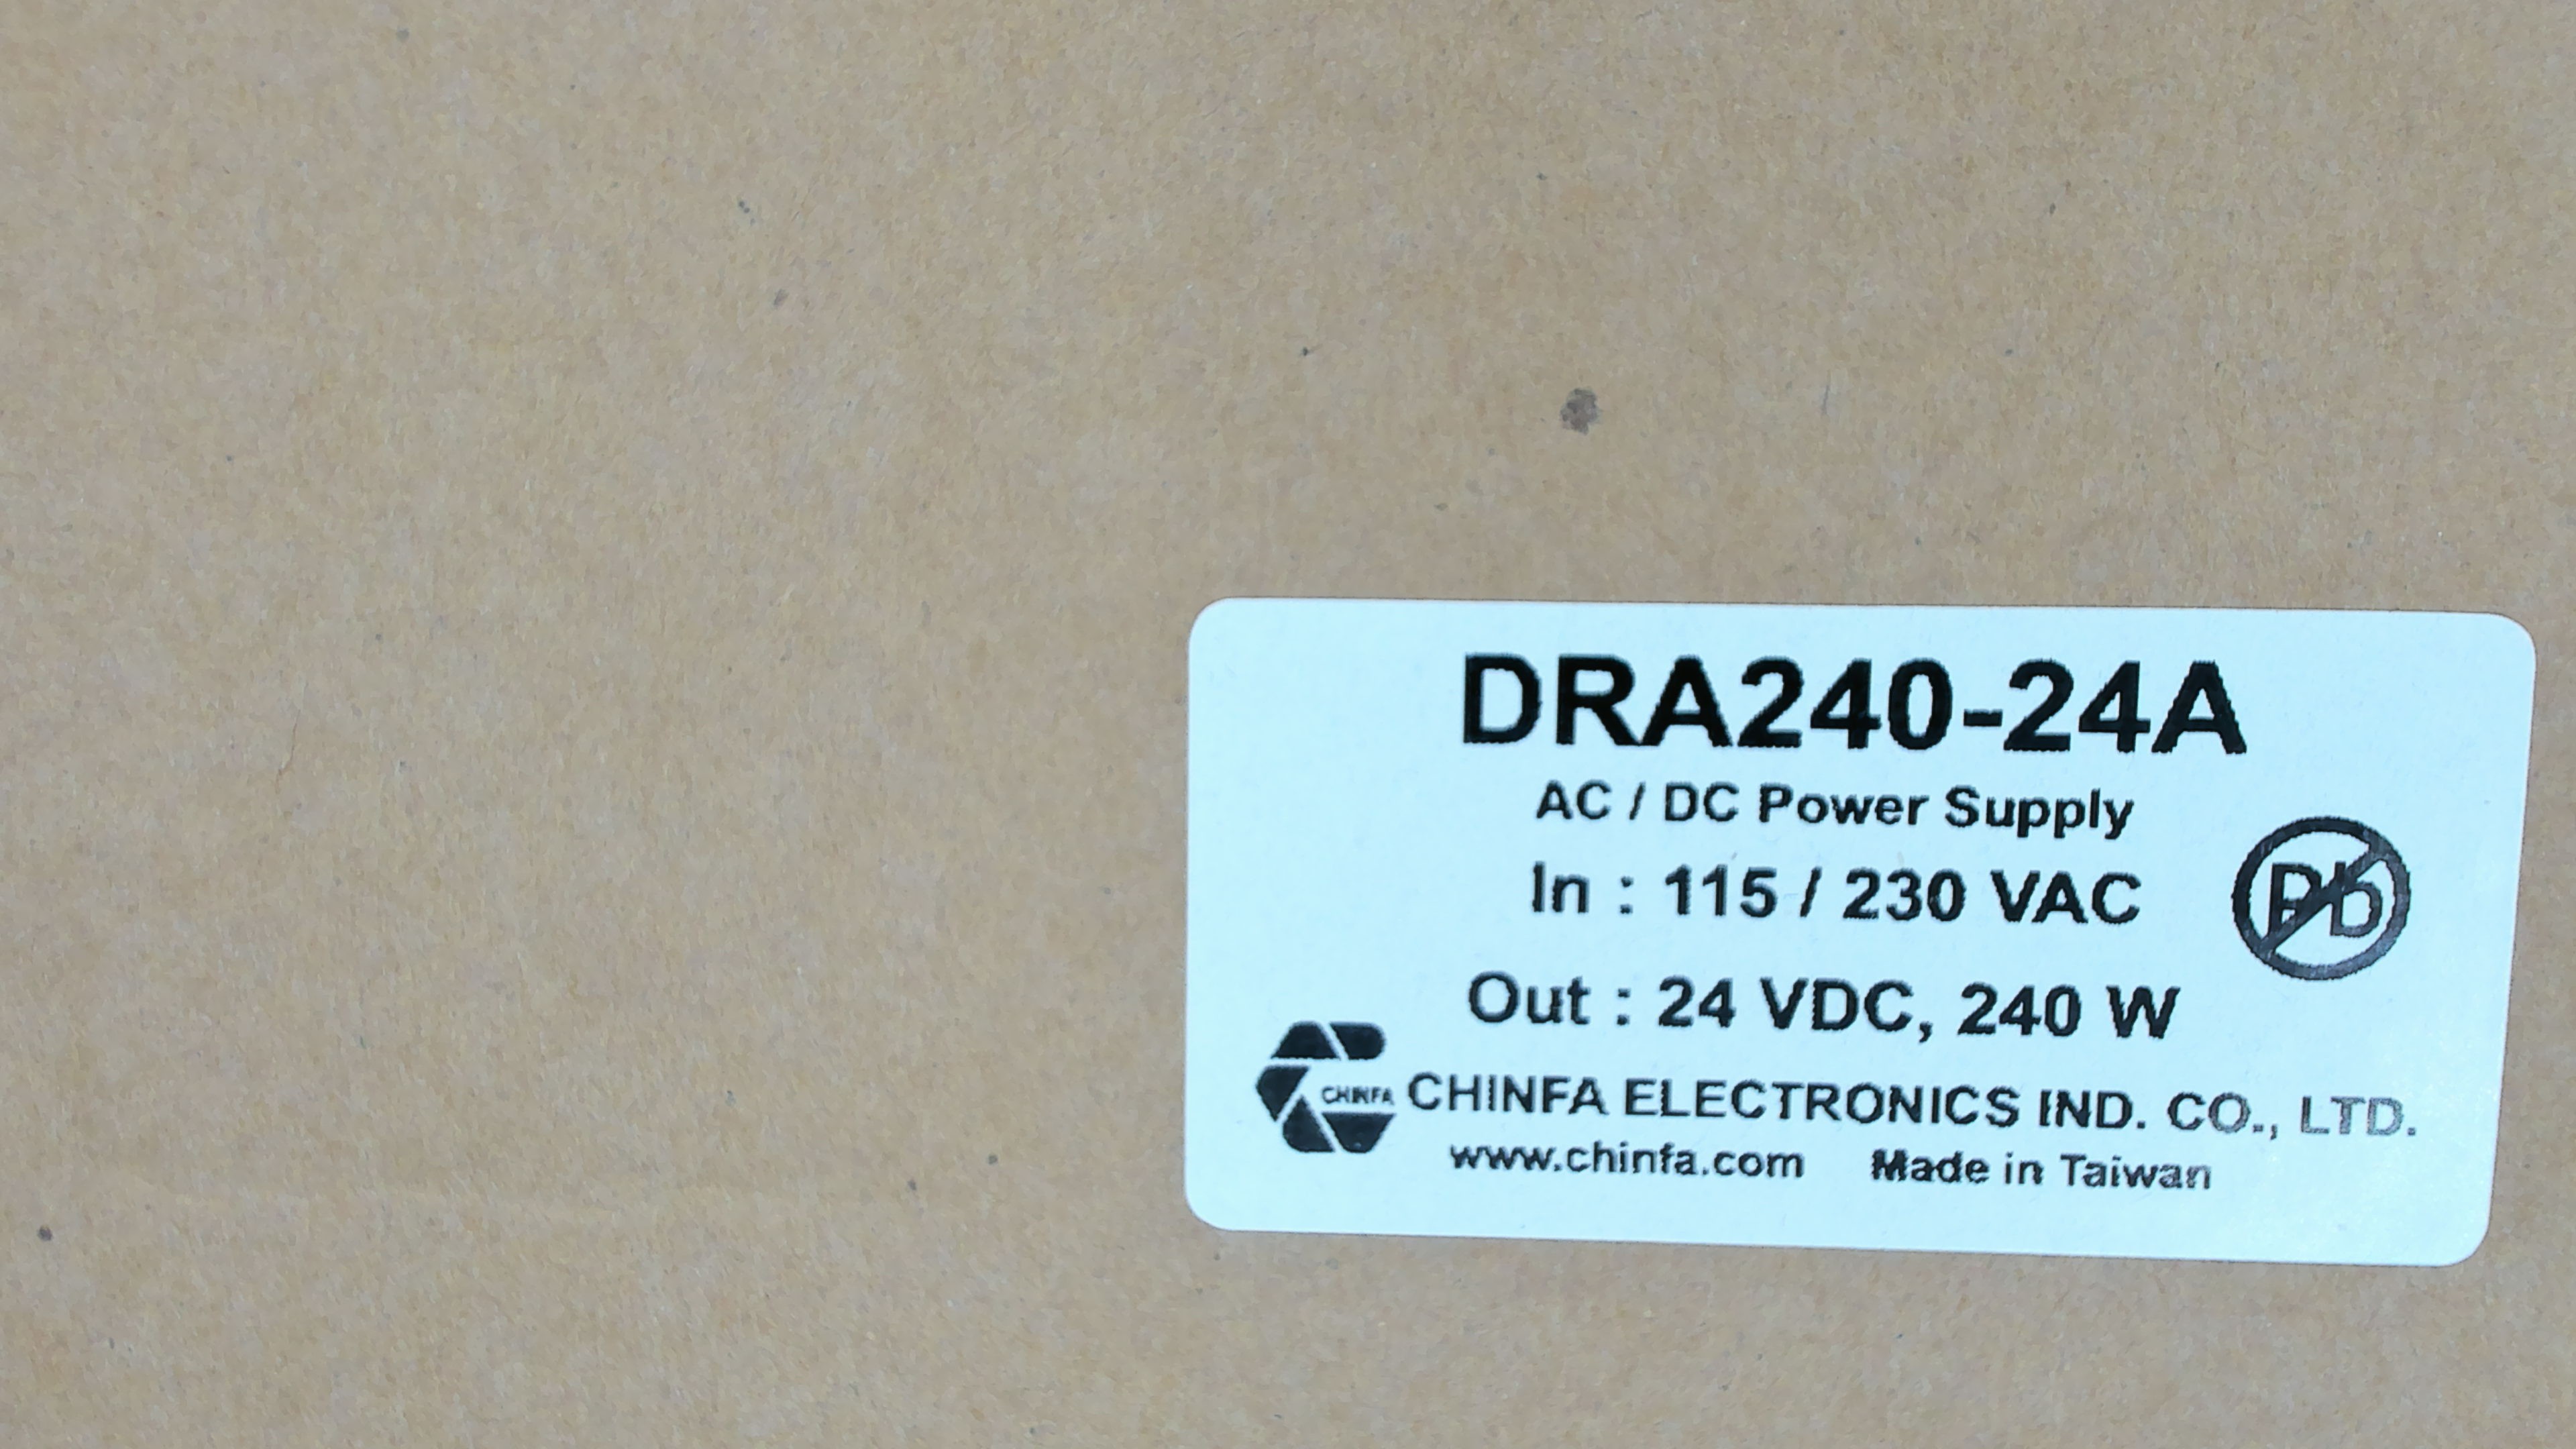 DRA240-24A
AC / DC Power Supply
In : 115 / 230 VAC
Pb
Out : 24 VDC, 240 W
CHINFA CHINFA ELECTRONICS IND. CO., LTD.
www.chinfa.com Made in Taiwan